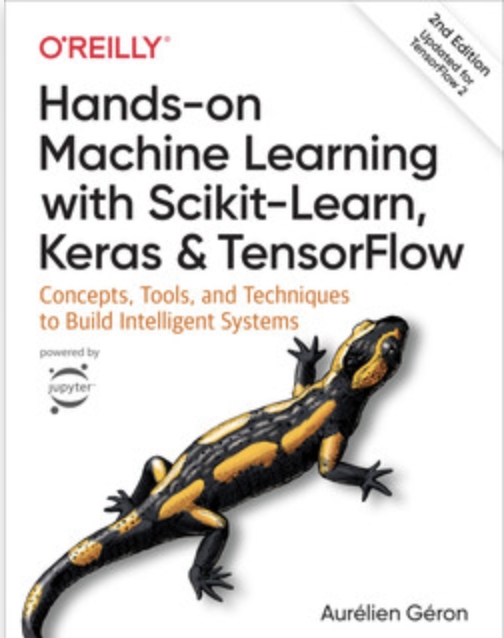 O'REILLY®
2nd Edition
Updated for
TensorFlow 2
Hands-on
Machine Learning
with Scikit-Learn,
Keras & TensorFlow
Concepts, Tools, and Techniques
to Build Intelligent Systems
powered by
jupyter
Aurélien Géron